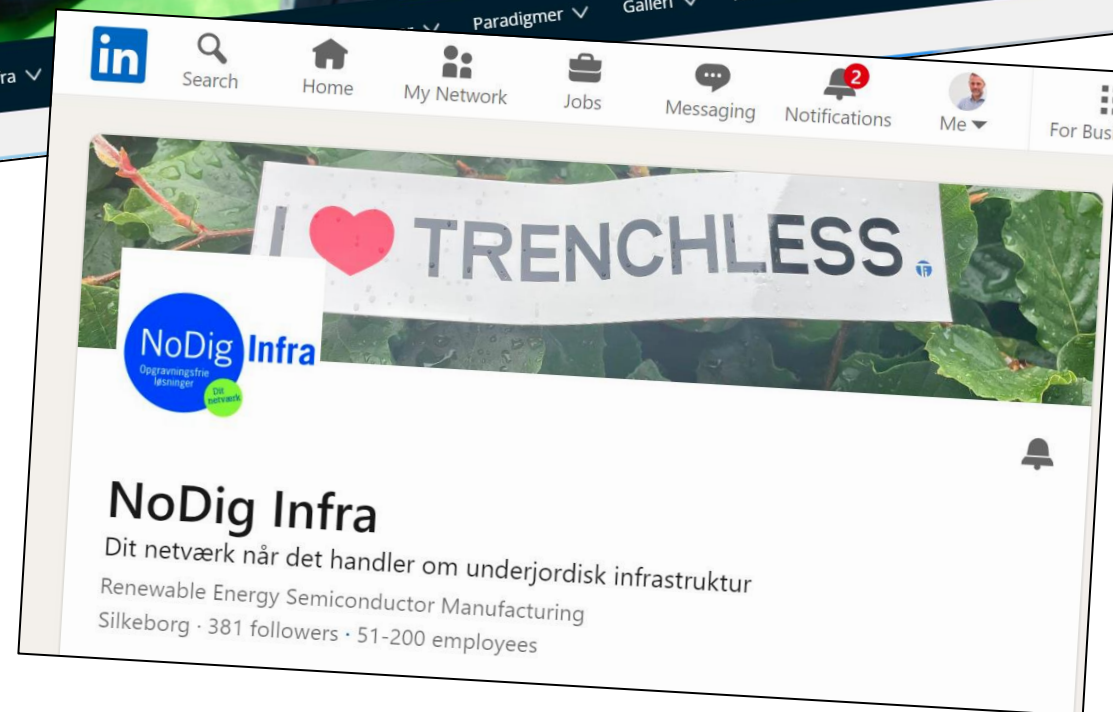 Paradigmer
Galleri
ra
in
Search
Home
My Network
Jobs
Messaging
2
Notifications
Me
For Bus
I ❤ TRENCHLESS.
NoDig Infra
Opgravningsfrie
løsninger
Dit
netværk
NoDig Infra
Dit netværk når det handler om underjordisk infrastruktur
Renewable Energy Semiconductor Manufacturing
Silkeborg · 381 followers · 51-200 employees